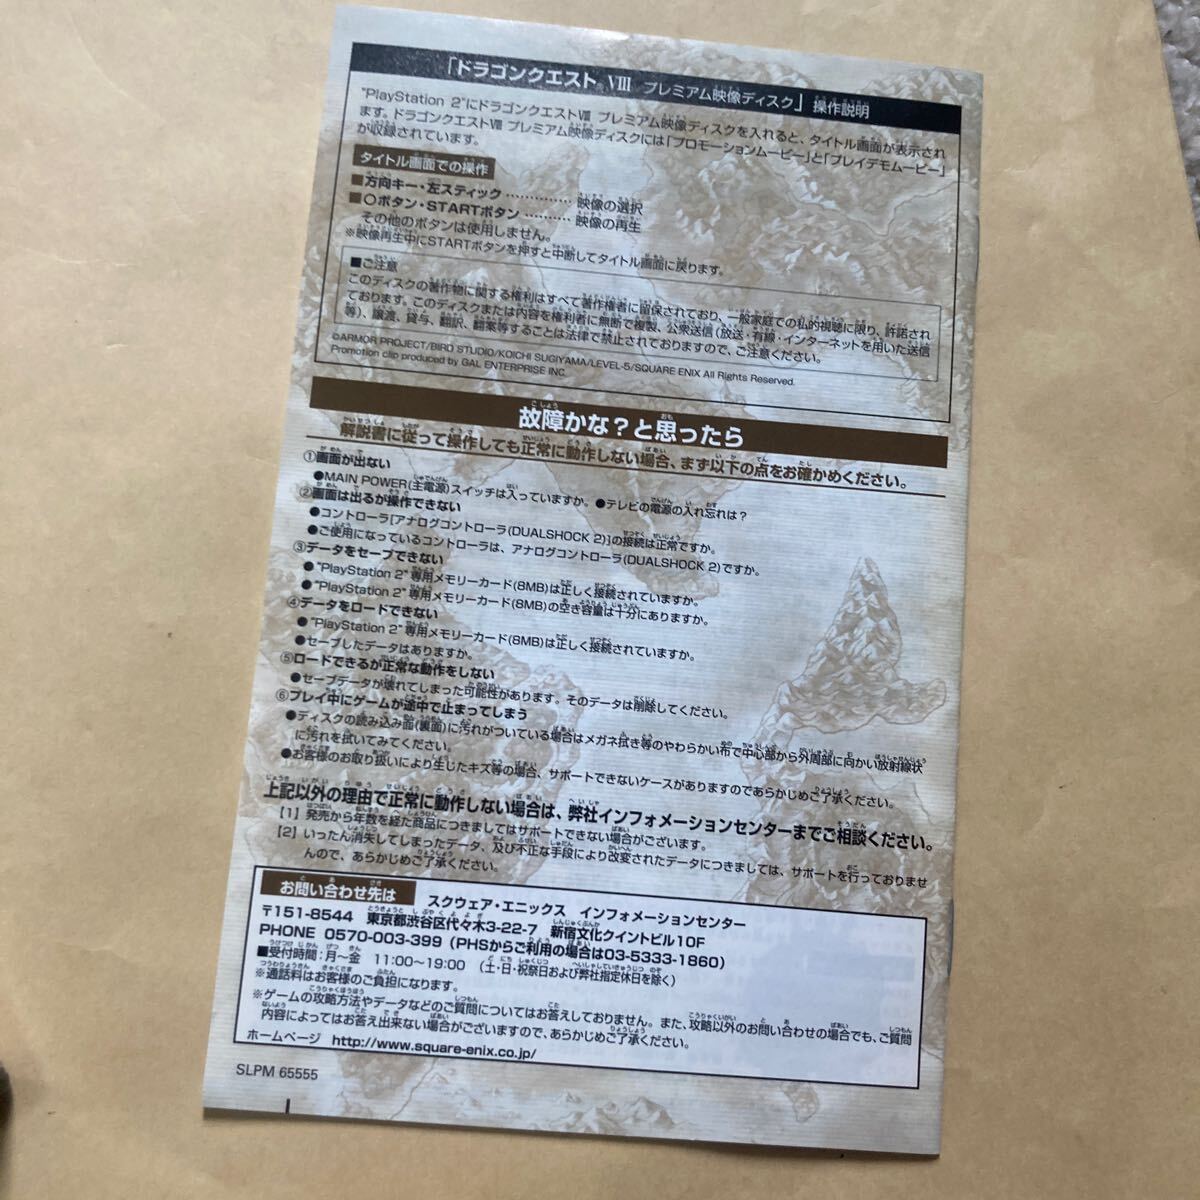 「ドラゴンクエスト VIII プレミアム映像ディスク」操作説明
"PlayStation 2"にドラゴンクエストVIII プレミアム映像ディスクを入れると、タイトル画面が表示され
ます。ドラゴンクエストVIII プレミアム映像ディスクには「プロモーションムービー」と「プレイデモムービー」
が収録されています。
タイトル画面での操作
■方向キー・左スティック …………… 映像の選択
■○ボタン・STARTボタン ………… 映像の再生
その他のボタンは使用しません。
※映像再生中にSTARTボタンを押すと中断してタイトル画面に戻ります。
■ご注意
このディスクの著作物に関する権利はすべて著作権者に留保されており、一般家庭での私的視聴に限り、許諾され
ております。このディスクまたは内容を権利者に無断で複製、公衆送信(放送・有線・インターネットを用いた送信
等)、譲渡、貸与、翻訳、翻案等することは法律で禁止されておりますので、ご注意ください。
©ARMOR PROJECT/BIRD STUDIO/KOICHI SUGIYAMA/LEVEL-5/SQUARE ENIX All Rights Reserved.
Promotion clip produced by GAL ENTERPRISE INC.
故障かな?と思ったら
解説書に従って操作しても正常に動作しない場合、まず以下の点をお確かめください。
①画面が出ない
●MAIN POWER(主電源)スイッチは入っていますか。 ●テレビの電源の入れ忘れは?
②画面は出るが操作できない
●コントローラ[アナログコントローラ(DUALSHOCK 2)]の接続は正常ですか。
●ご使用になっているコントローラは、アナログコントローラ(DUALSHOCK 2)ですか。
③データをセーブできない
●"PlayStation 2"専用メモリーカード(8MB)は正しく接続されていますか。
●"PlayStation 2"専用メモリーカード(8MB)の空き容量は十分にありますか。
④データをロードできない
●"PlayStation 2"専用メモリーカード(8MB)は正しく接続されていますか。
●セーブしたデータはありますか。
⑤ロードできるが正常な動作をしない
●セーブデータが壊れてしまった可能性があります。そのデータは削除してください。
⑥プレイ中にゲームが途中で止まってしまう
●ディスクの読み込み面(裏面)に汚れがついている場合はメガネ拭き等のやわらかい布で中心部から外周部に向かい放射線状
に汚れを拭いてみてください。
●お客様のお取り扱いにより生じたキズ等の場合、サポートできないケースがありますのであらかじめご了承ください。
上記以外の理由で正常に動作しない場合は、弊社インフォメーションセンターまでご相談ください。
[1] 発売から年数を経た商品につきましてはサポートできない場合がございます。
[2] いったん消失してしまったデータ、及び不正な手段により改変されたデータにつきましては、サポートを行っておりませ
んので、あらかじめご了承ください。
お問い合わせ先は スクウェア・エニックス インフォメーションセンター
〒151-8544 東京都渋谷区代々木3-22-7 新宿文化クイントビル10F
PHONE 0570-003-399 (PHSからご利用の場合は03-5333-1860)
■受付時間:月〜金 11:00〜19:00 (土・日・祝祭日および弊社指定休日を除く)
※通話料はお客様のご負担になります。
※ゲームの攻略方法やデータなどのご質問についてはお答えしておりません。また、攻略以外のお問い合わせの場合でも、ご質問
内容によってはお答え出来ない場合がございますので、あらかじめご了承ください。
ホームページ http://www.square-enix.co.jp/
SLPM 65555